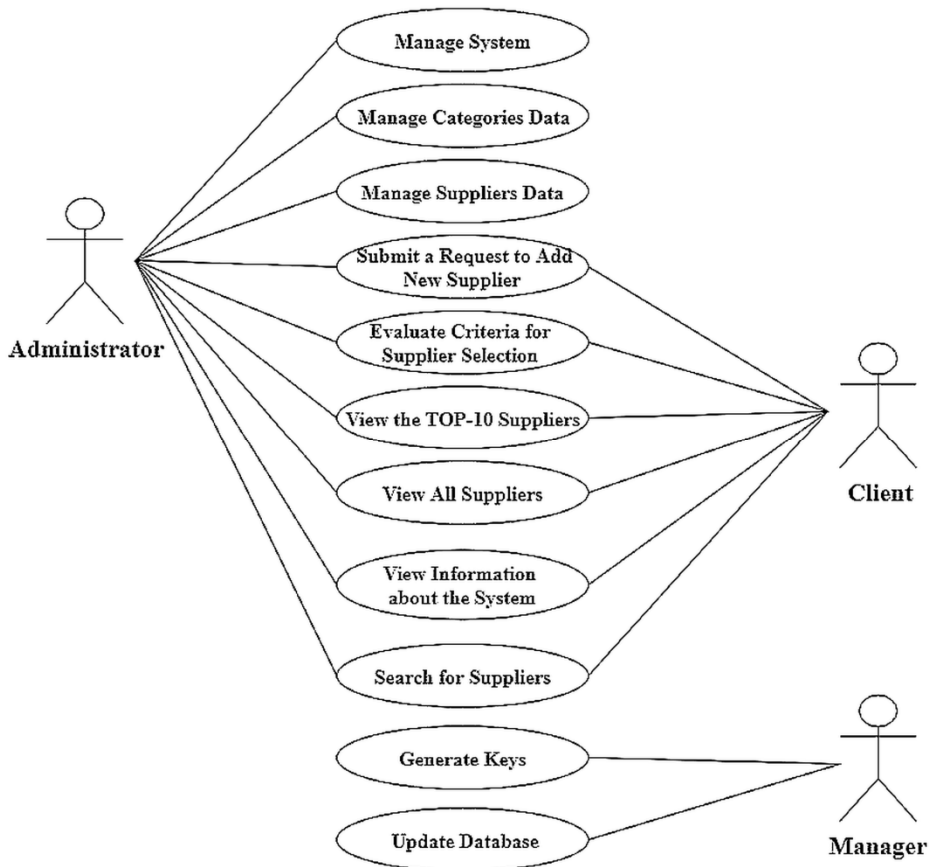 Manage System
Manage Categories Data
Manage Suppliers Data
Submit a Request to Add
New Supplier
Administrator
Evaluate Criteria for
Supplier Selection
View the TOP-10 Suppliers
View All Suppliers
Client
View Information
about the System
Search for Suppliers
Generate Keys
Update Database
Manager